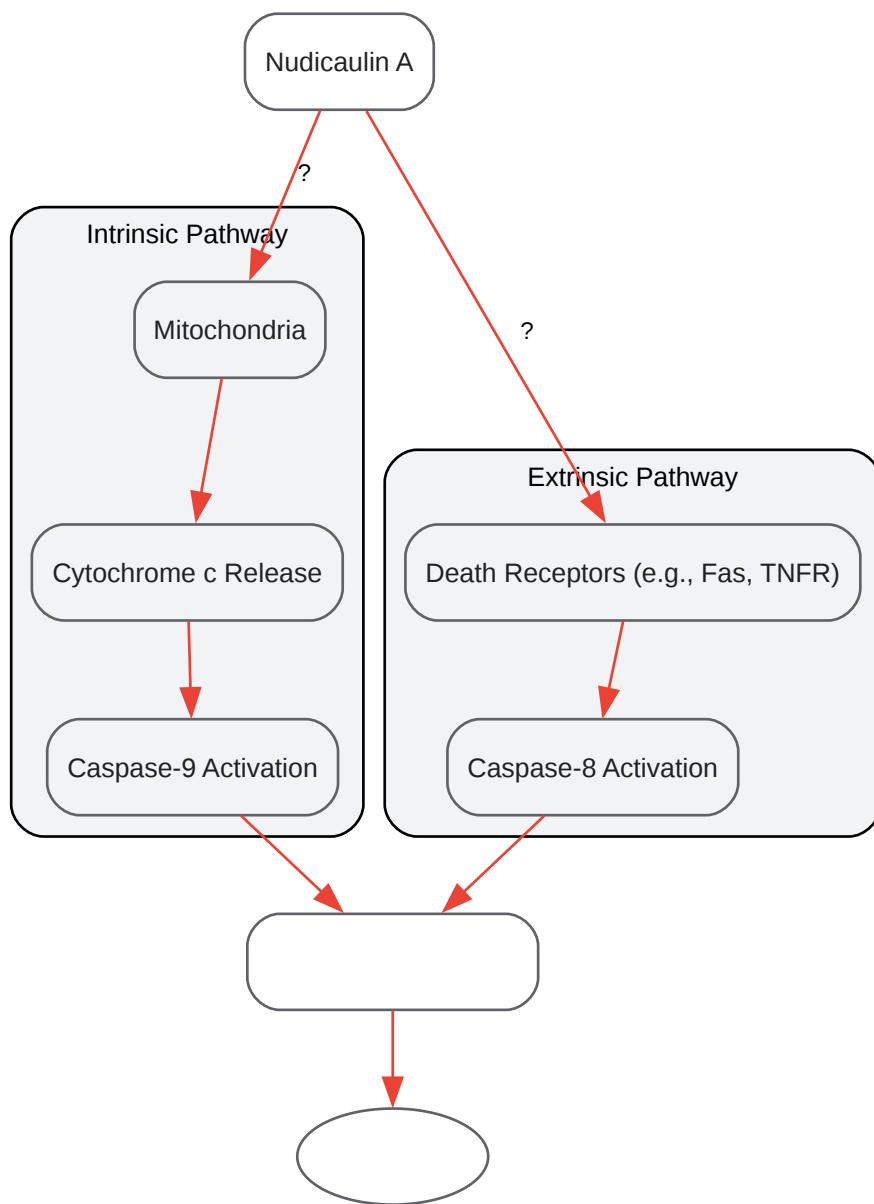 Nudicaulin A
?
Intrinsic Pathway
Mitochondria
?
Extrinsic Pathway
Cytochrome c Release
Death Receptors (e.g., Fas, TNFR)
Caspase-9 Activation
Caspase-8 Activation